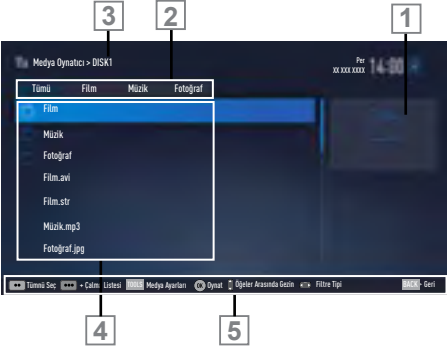 3 2 1
Medya Oynatıcı > DISK1
Per
xx xxx xxxx 14:00
Tümü Film Müzik Fotoğraf
Film
Müzik
Fotoğraf
Film.avi
Film.str
Müzik.mp3
Fotoğraf.jpg
Tümnü Seç + Çalma Listesi TOOLS Medya Ayarları OK Oynat Öğeler Arasında Gezin Filtre Tipi BACK - Geri
4 5